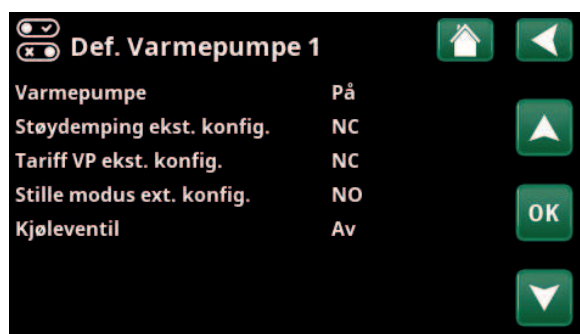 Def. Varmepumpe 1
Varmepumpe På
Støydemping ekst. konfig. NC
Tariff VP ekst. konfig. NC
Stille modus ext. konfig. NO
Kjøleventil Av
OK